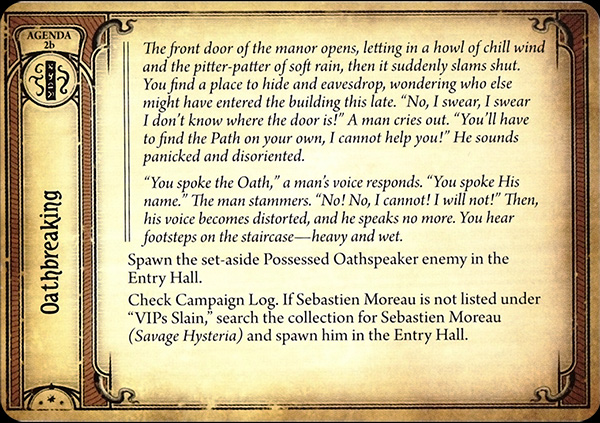 AGENDA
2b
Oathbreaking
The front door of the manor opens, letting in a howl of chill wind
and the pitter-patter of soft rain, then it suddenly slams shut.
You find a place to hide and eavesdrop, wondering who else
might have entered the building this late. “No, I swear, I swear
I don’t know where the door is!” A man cries out. “You’ll have
to find the Path on your own, I cannot help you!” He sounds
panicked and disoriented.
“You spoke the Oath,” a man’s voice responds. “You spoke His
name.” The man stammers. “No! No, I cannot! I will not!” Then,
his voice becomes distorted, and he speaks no more. You hear
footsteps on the staircase—heavy and wet.
Spawn the set-aside Possessed Oathspeaker enemy in the
Entry Hall.
Check Campaign Log. If Sebastien Moreau is not listed under
“VIPs Slain,” search the collection for Sebastien Moreau
(Savage Hysteria) and spawn him in the Entry Hall.